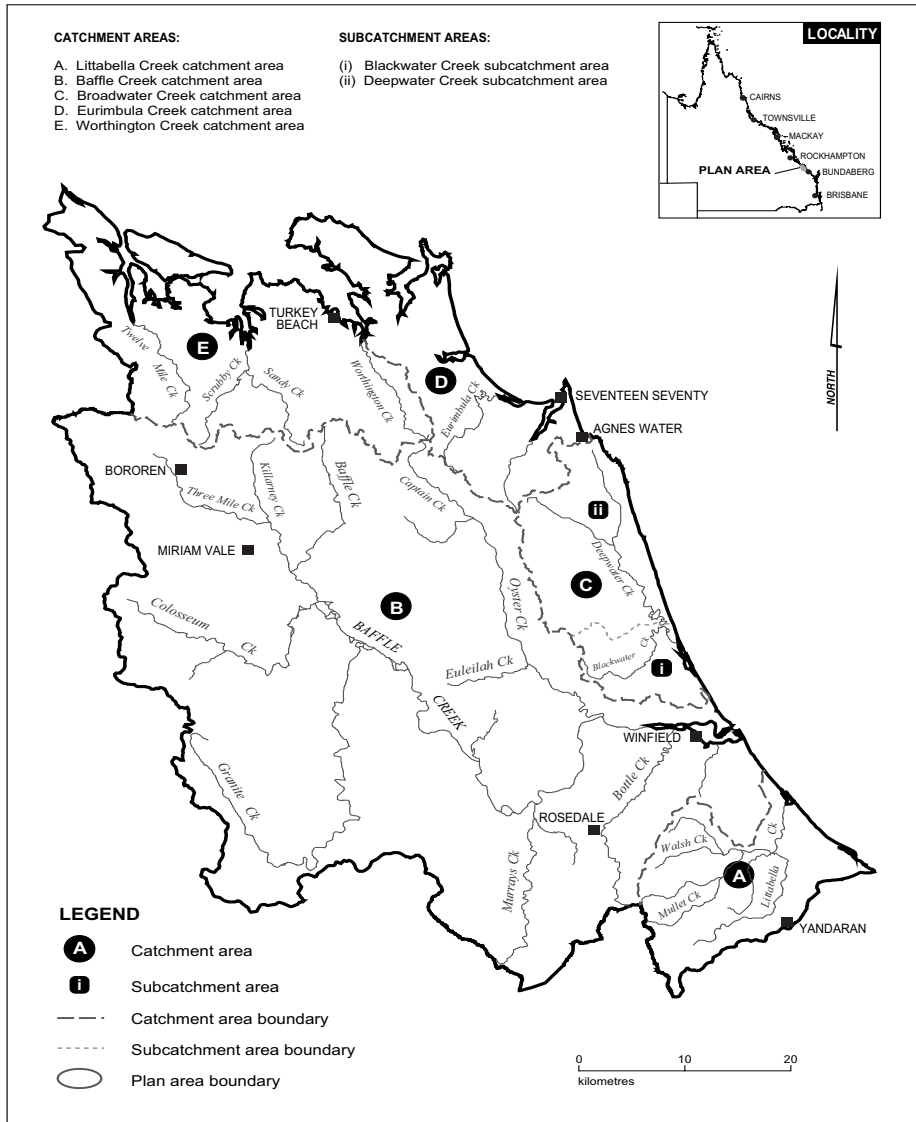 CATCHMENT AREAS:
A. Littabella Creek catchment area
B. Baffle Creek catchment area
C. Broadwater Creek catchment area
D. Eurimbula Creek catchment area
E. Worthington Creek catchment area
SUBCATCHMENT AREAS:
(i) Blackwater Creek subcatchment area
(ii) Deepwater Creek subcatchment area
LOCALITY
CAIRNS
TOWNSVILLE
MACKAY
ROCKHAMPTON
PLAN AREA
BUNDABERG
BRISBANE
NORTH
TURKEY
BEACH
E
Twelve
Mile Ck
Scrubby Ck
Sandy Ck
Worthington Ck
D
Eurimbula Ck
SEVENTEEN SEVENTY
AGNES WATER
BOROREN
Three Mile Ck
Killarney Ck
Baffle Ck
Captain Ck
ii
MIRIAM VALE
Deepwater Ck
C
B
Oyster Ck
Colosseum
Ck
BAFFLE
CREEK
Euleilah Ck
Blackwater Ck
i
WINFIELD
Granite
Ck
Bottle Ck
ROSEDALE
Murrays Ck
Walsh Ck
A
Mullet Ck
Littabella
Ck
YANDARAN
LEGEND
A Catchment area
i Subcatchment area
Catchment area boundary
Subcatchment area boundary
Plan area boundary
0 10 20
kilometres